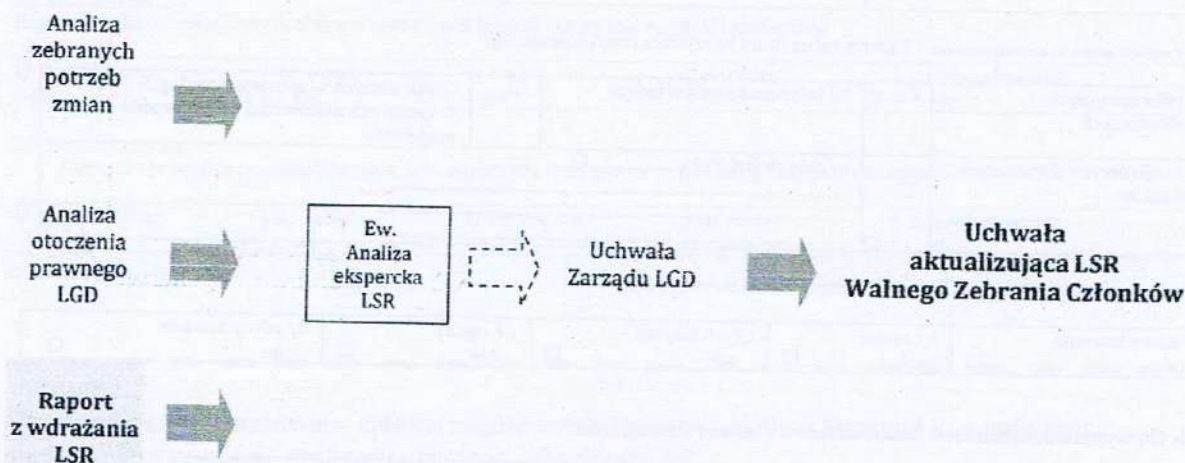 Analiza
zebranych
potrzeb
zmian
Analiza
otoczenia
prawnego
LGD
Ew.
Analiza
ekspercka
LSR
Uchwała
Zarządu LGD
Uchwała
aktualizująca LSR
Walnego Zebrania Członków
Raport
z wdrażania
LSR